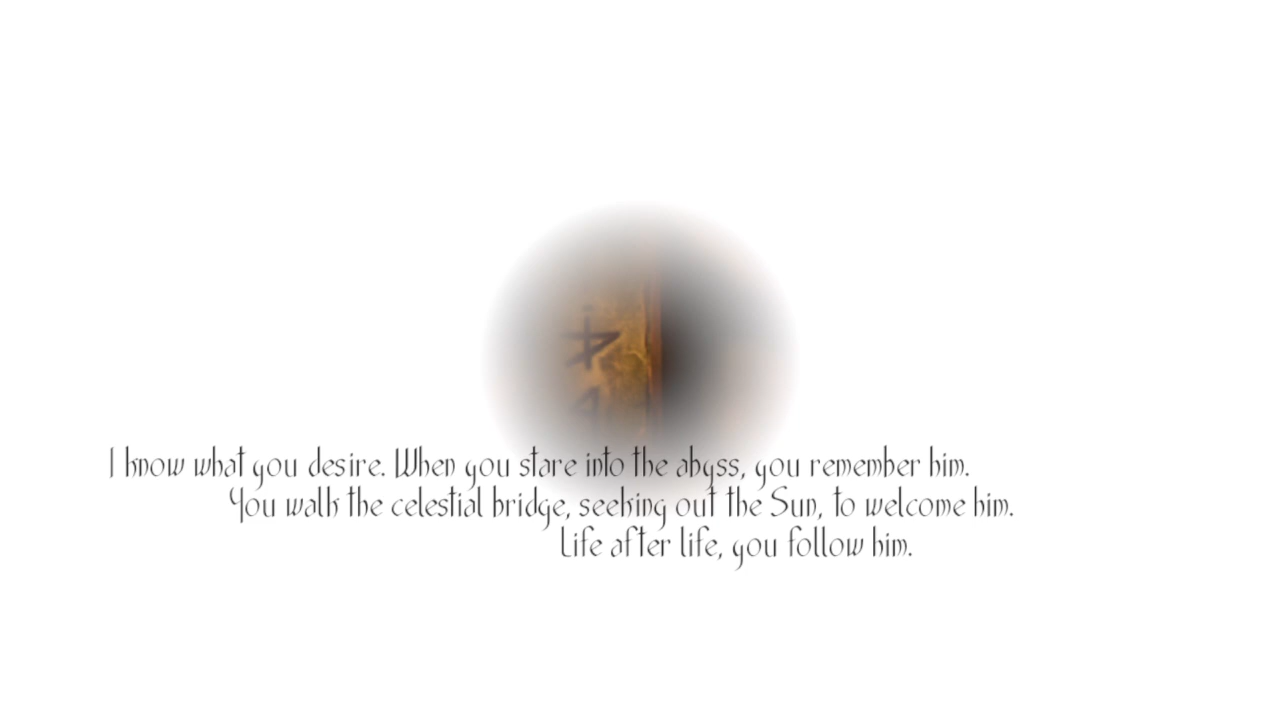 I know what you desire. When you stare into the abyss, you remember him.
You walk the celestial bridge, seeking out the Sun, to welcome him.
Life after life, you follow him.